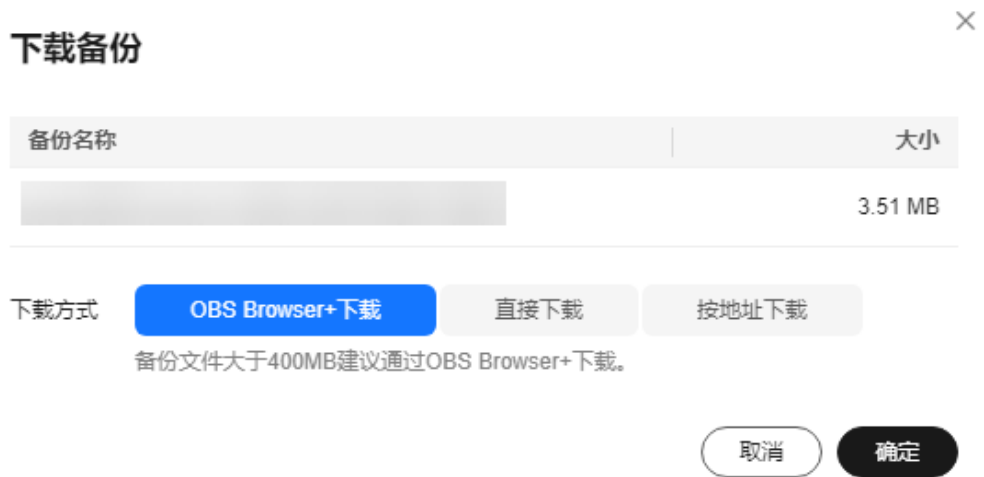 下载备份
备份名称 大小
3.51 MB
下载方式 OBS Browser+下载 直接下载 按地址下载
备份文件大于400MB建议通过OBS Browser+下载。
取消 确定